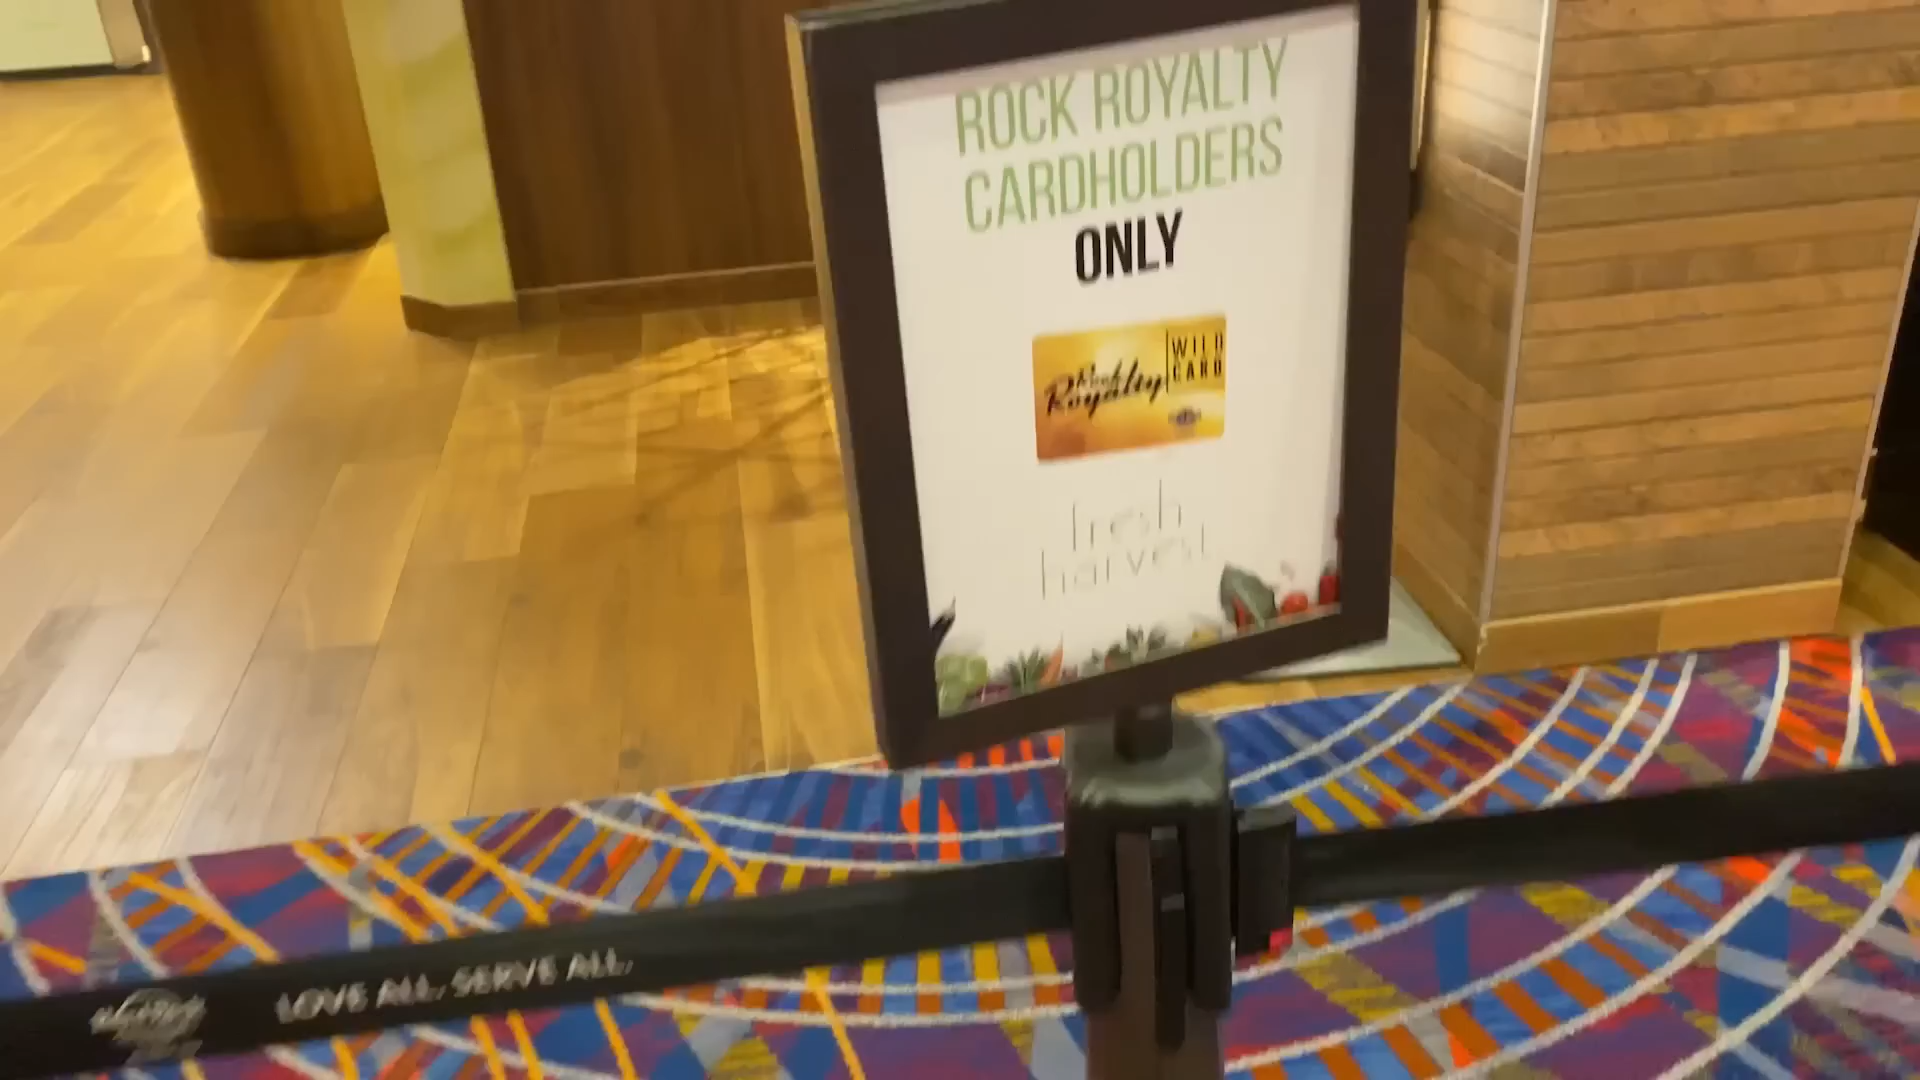 ROCK ROYALTY
CARDHOLDERS
ONLY
Rock
Royalty
WILD
CARD
fresh
harvest
LOVE ALL. SERVE ALL.